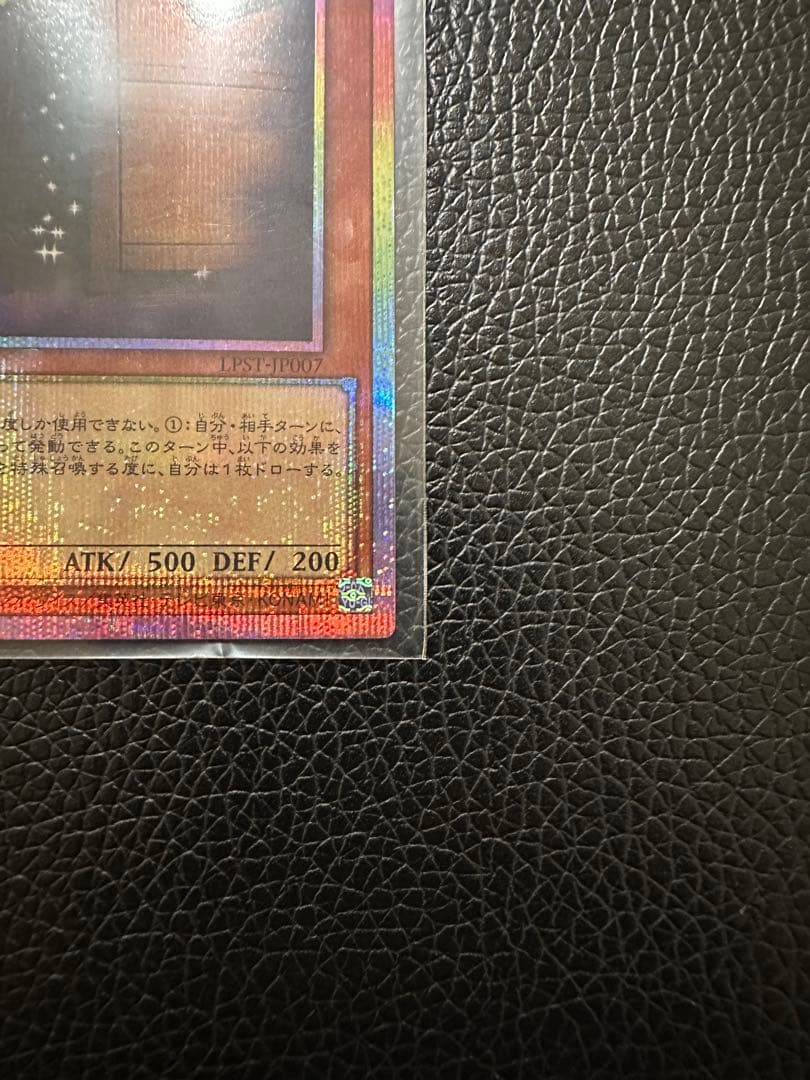 LPST-JP007
度しか使用できない。①:自分・相手ターンに、
って発動できる。このターン中、以下の効果を
特殊召喚する度に、自分は1枚ドローする。
ATK/ 500 DEF/ 200
KONAMI